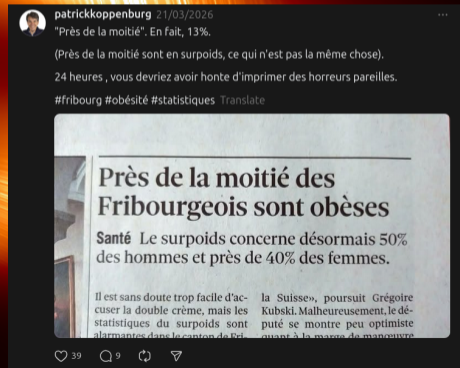 patrickkoppenburg 21/03/2026
"Près de la moitié". En fait, 13%.
(Près de la moitié sont en surpoids, ce qui n'est pas la même chose).
24 heures , vous devriez avoir honte d'imprimer des horreurs pareilles.
#fribourg #obésité #statistiques Translate
Près de la moitié des
Fribourgeois sont obèses
Santé Le surpoids concerne désormais 50%
des hommes et près de 40% des femmes.
Il est sans doute trop facile d'ac-
cuser la double crème, mais les
statistiques du surpoids sont
alarmantes dans le canton de Fri-
la Suisse», poursuit Grégoire
Kubski. Malheureusement, le dé-
puté se montre peu optimiste
quant à la marge de manœuvre
39 9